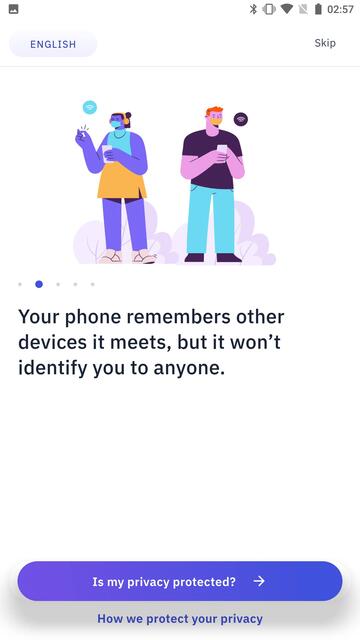 02:57
ENGLISH
Skip
Your phone remembers other
devices it meets, but it won’t
identify you to anyone.
Is my privacy protected?
How we protect your privacy